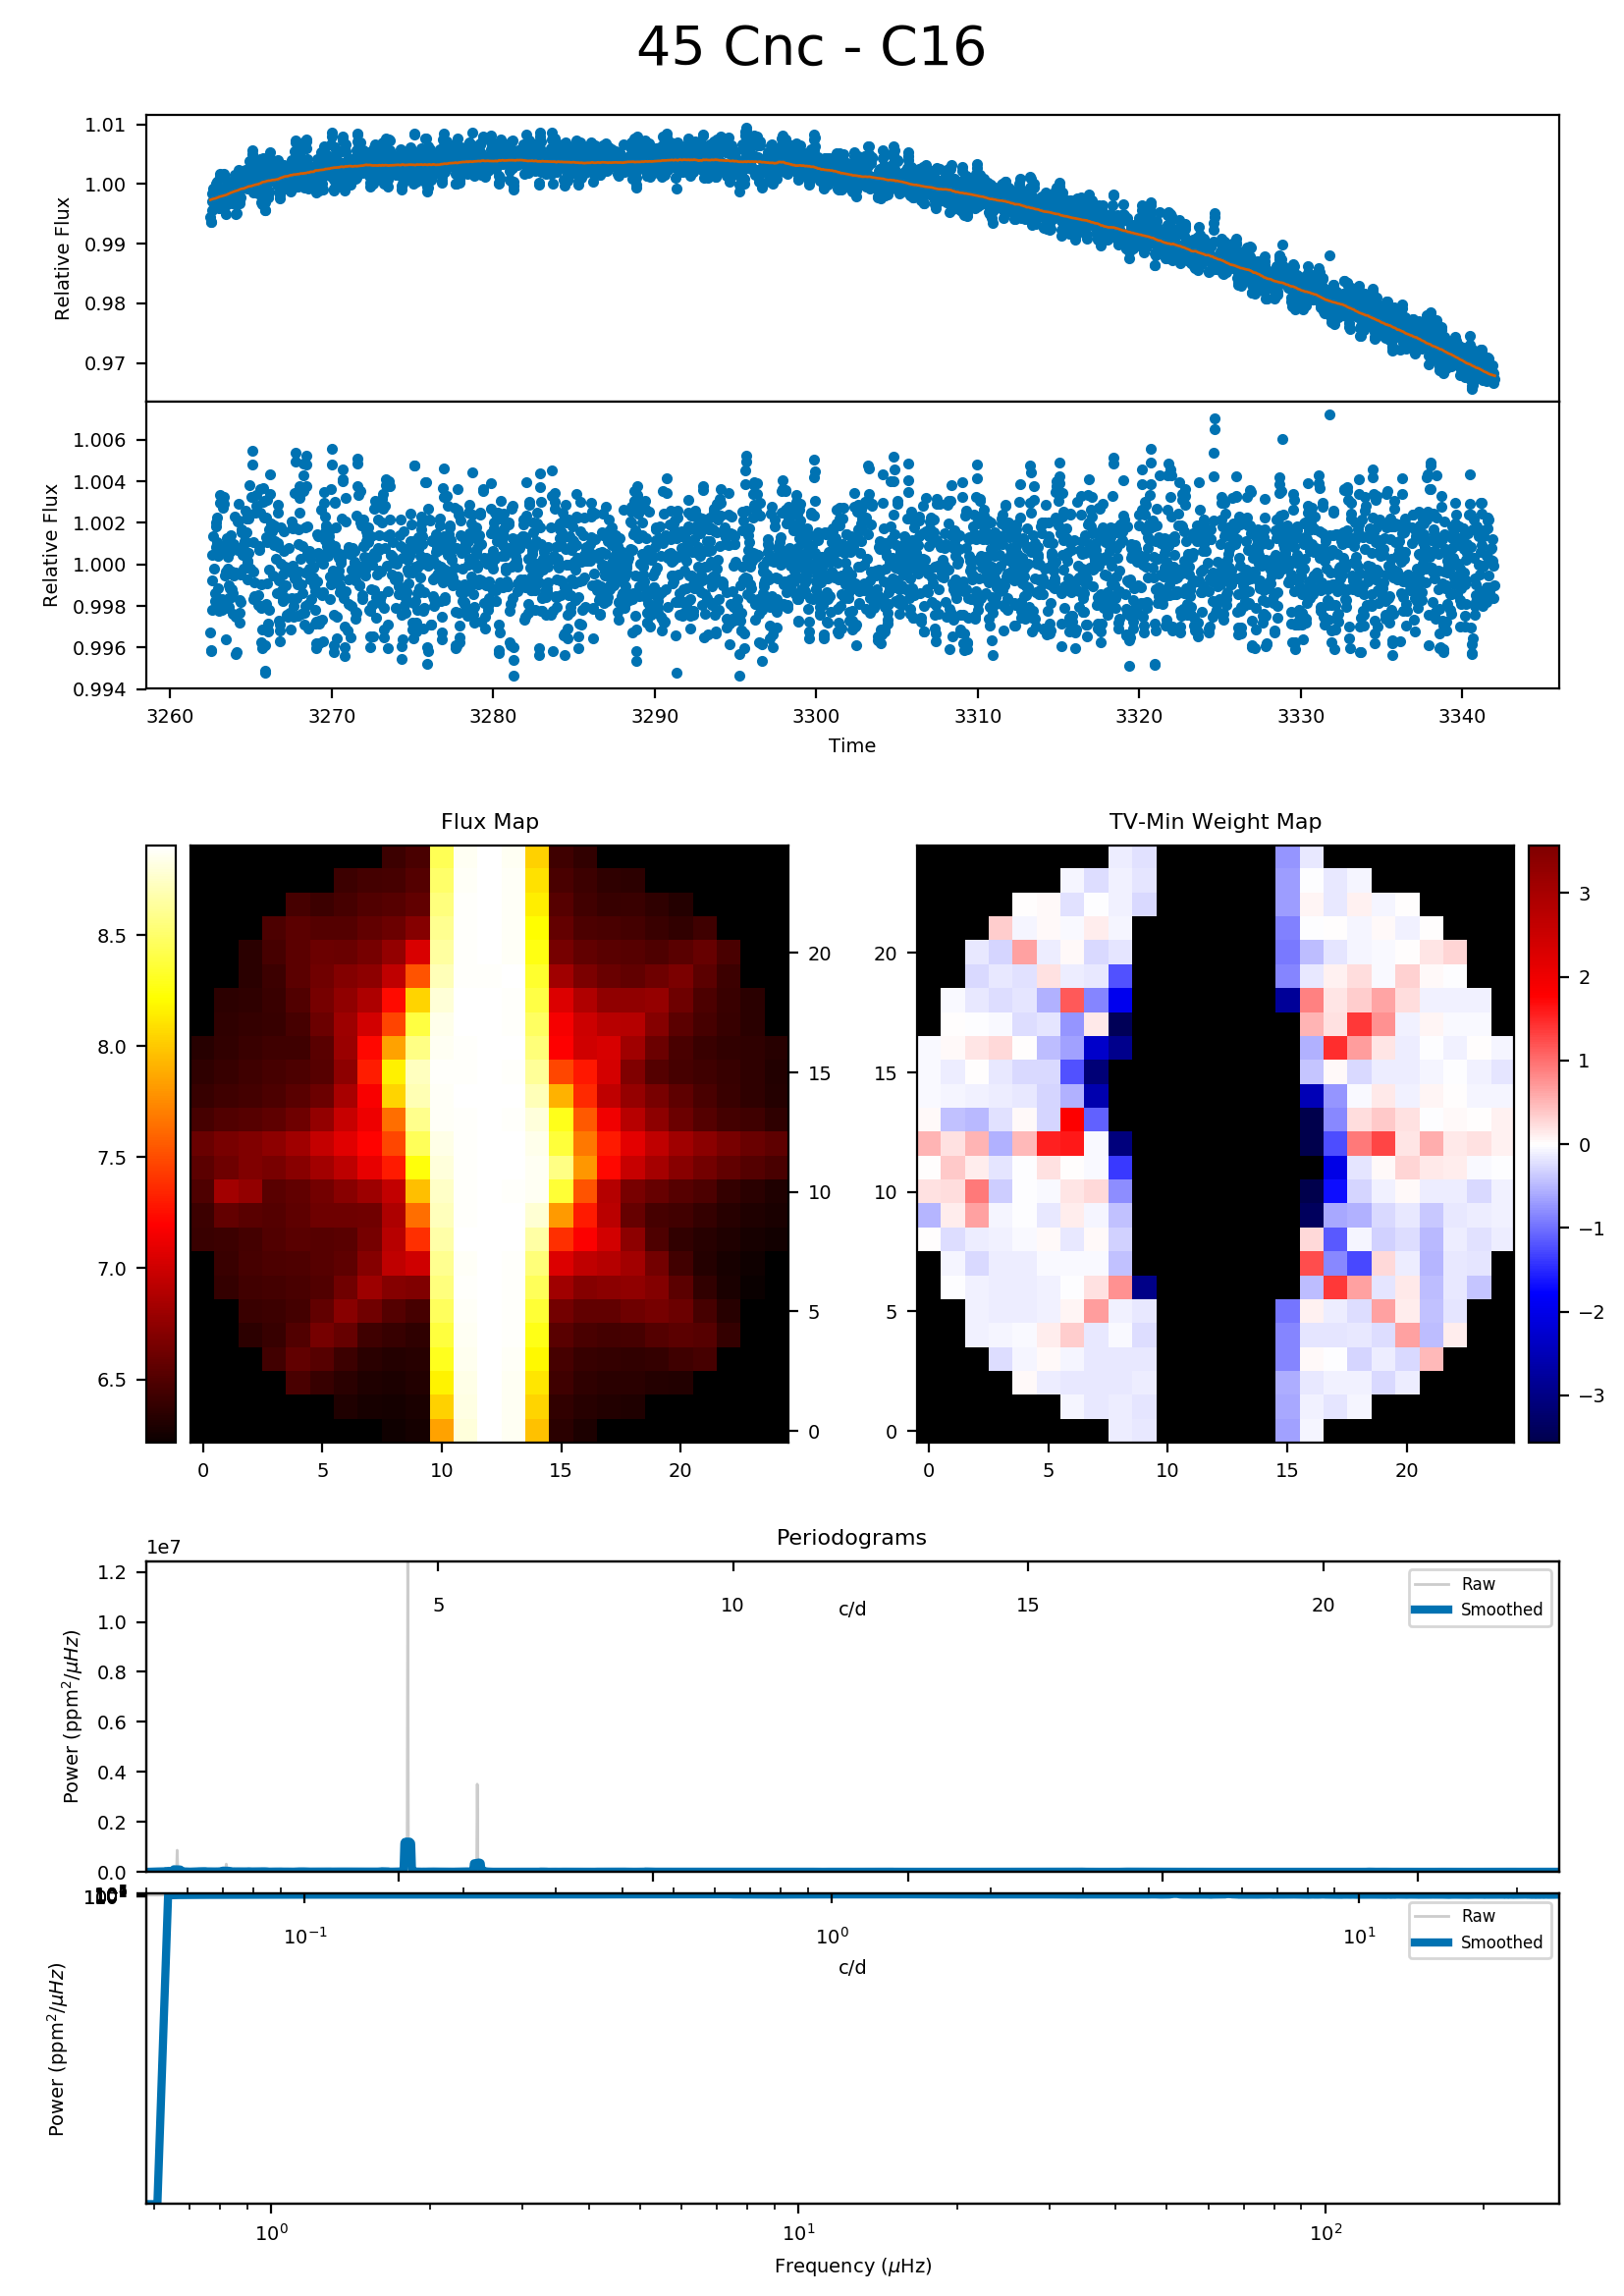 45 Cnc - C16
1.01
1.00
0.99
0.98
0.97
Relative Flux
1.006
1.004
1.002
1.000
0.998
0.996
0.994
Relative Flux
3260 3270 3280 3290 3300 3310 3320 3330 3340
Time
Flux Map
TV-Min Weight Map
8.5
8.0
7.5
7.0
6.5
20
15
10
5
0
0 5 10 15 20
20
15
10
5
0
0 5 10 15 20
3
2
1
0
−1
−2
−3
Periodograms
1e7
1.2
1.0
0.8
0.6
0.4
0.2
0.0
Power (ppm²/μHz)
5 10 15 20
c/d
Raw
Smoothed
10⁻¹ 10⁰ 10¹
c/d
Raw
Smoothed
Power (ppm²/μHz)
10⁰ 10¹ 10²
Frequency (μHz)